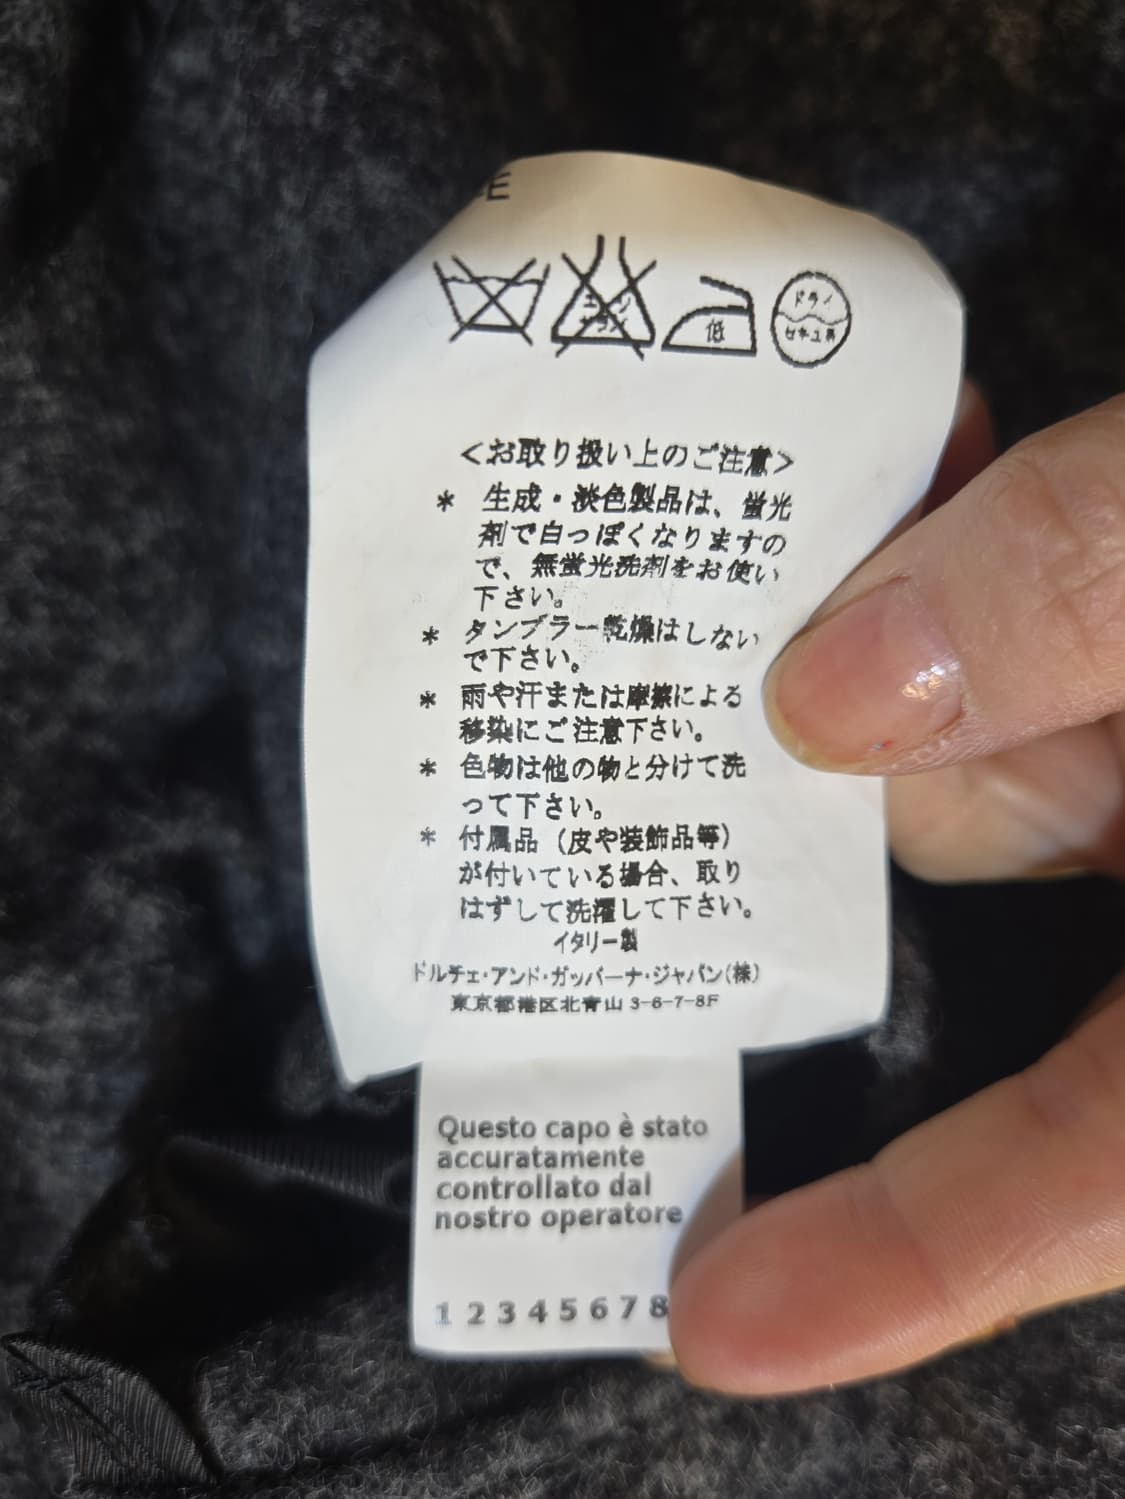 E
エンソ
サラシ
低
ドライ
セキユ系
<お取り扱い上のご注意>
* 生成・淡色製品は、蛍光
剤で白っぽくなりますの
で、無蛍光洗剤をお使い
下さい。
* タンブラー乾燥はしない
で下さい。
* 雨や汗または摩擦による
移染にご注意下さい。
* 色物は他の物と分けて洗
って下さい。
* 付属品（皮や装飾品等）
が付いている場合、取り
はずして洗濯して下さい。
イタリー製
ドルチェ・アンド・ガッバーナ・ジャパン(株)
東京都港区北青山 3-6-7-8F
Questo capo è stato
accuratamente
controllato dal
nostro operatore
1 2 3 4 5 6 7 8